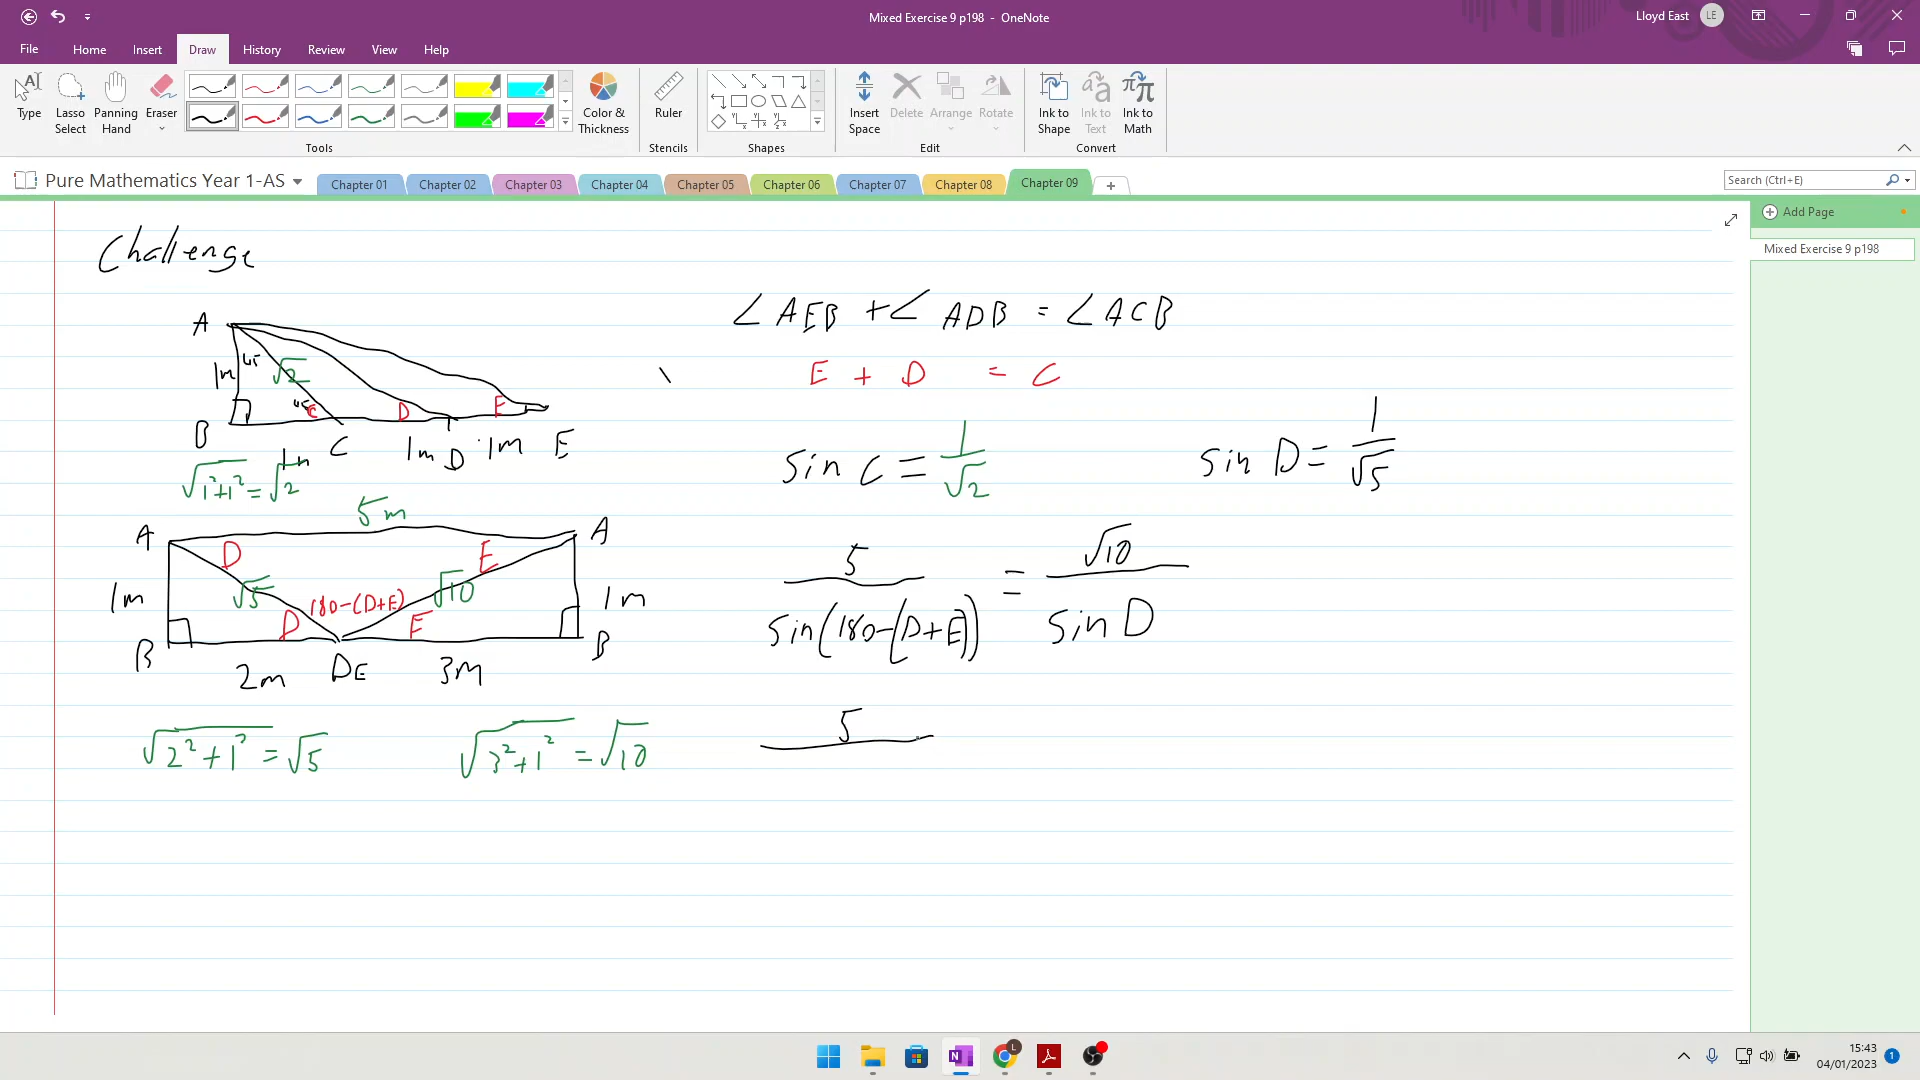 Mixed Exercise 9 p198 - OneNote
Lloyd East LE
File Home Insert Draw History Review View Help
Type Lasso Select Panning Hand Eraser
Color & Thickness
Ruler
Insert Space Delete Arrange Rotate
Ink to Shape Ink to Text Ink to Math
Tools Stencils Shapes Edit Convert
Pure Mathematics Year 1-AS
Chapter 01 Chapter 02 Chapter 03 Chapter 04 Chapter 05 Chapter 06 Chapter 07 Chapter 08 Chapter 09 +
Search (Ctrl+E)
Add Page
Mixed Exercise 9 p198
Challenge
∠AEB + ∠ADB = ∠ACB
E + D = C
A
1m 45 √2
45 C D E
B 1m C 1m D 1m E
√1²+1² = √2
sin C = 1/√2
sin D = 1/√5
5m
A D E A
1m √5 180-(D+E) √10 1m
D E
B 2m D E 3m B
5/sin(180-(D+E)) = √10/sin D
√2²+1² = √5
√3²+1² = √10
5
15:43
04/01/2023
1